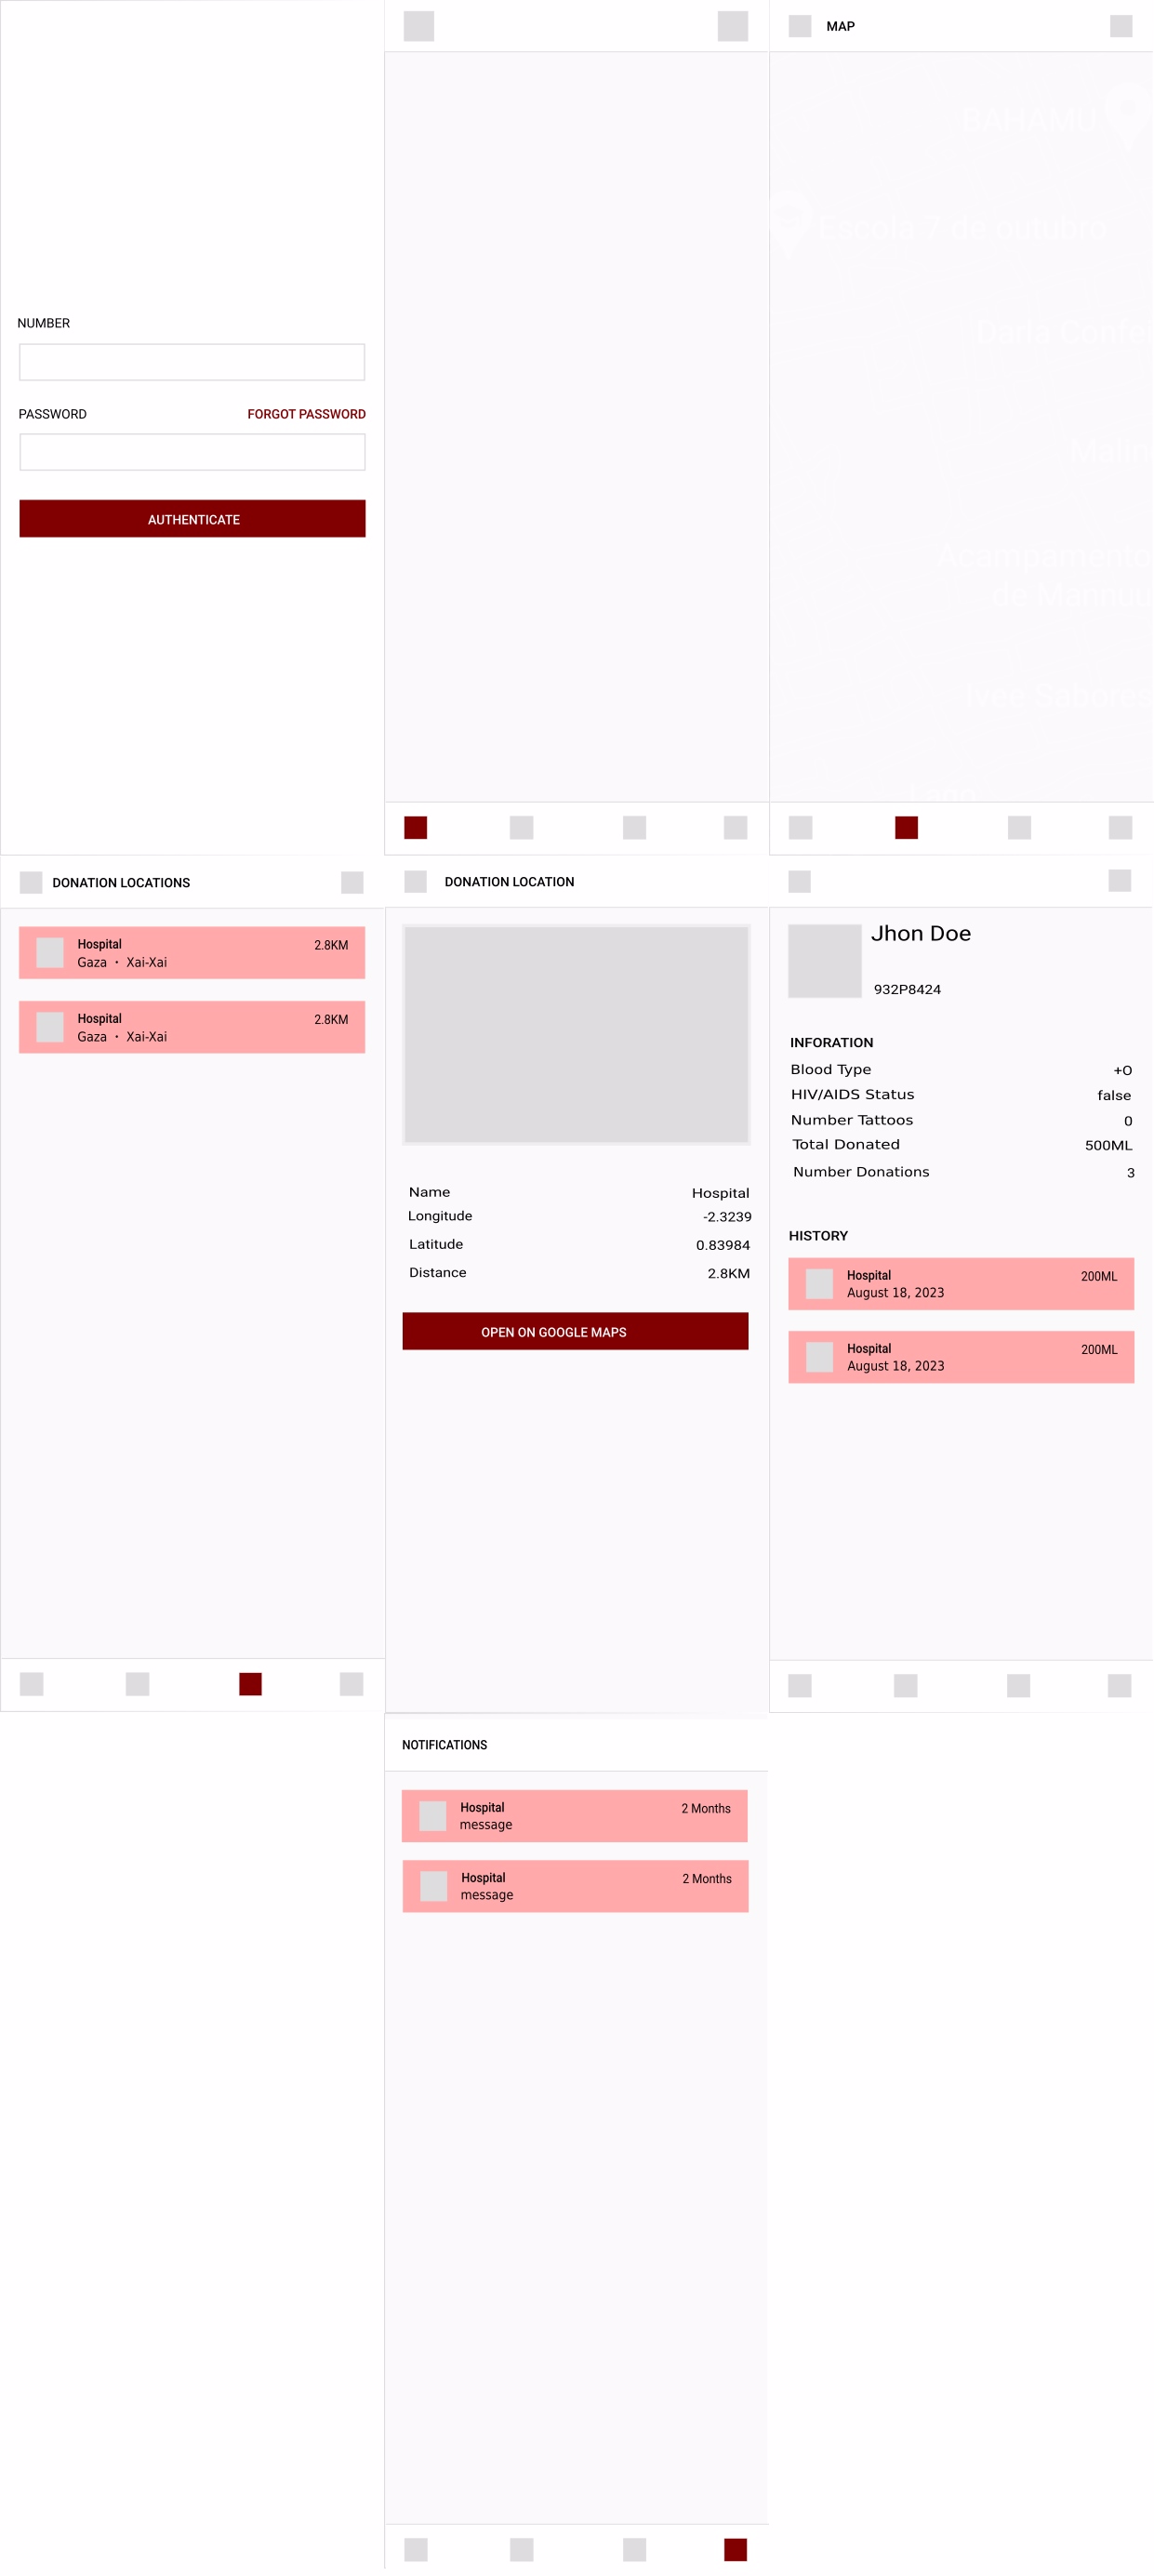 NUMBER
PASSWORD
FORGOT PASSWORD
AUTHENTICATE
MAP
BAHAMU
Escola 7 de outubro
Darla Confe
Malin
Acampamento
de Mannuu
Ivee Sabores
DONATION LOCATIONS
Hospital
2.8KM
Gaza · Xai-Xai
Hospital
2.8KM
Gaza · Xai-Xai
DONATION LOCATION
Name Hospital
Longitude -2.3239
Latitude 0.83984
Distance 2.8KM
OPEN ON GOOGLE MAPS
Jhon Doe
932P8424
INFORATION
Blood Type +O
HIV/AIDS Status false
Number Tattoos 0
Total Donated 500ML
Number Donations 3
HISTORY
Hospital 200ML
August 18, 2023
Hospital 200ML
August 18, 2023
NOTIFICATIONS
Hospital 2 Months
message
Hospital 2 Months
message